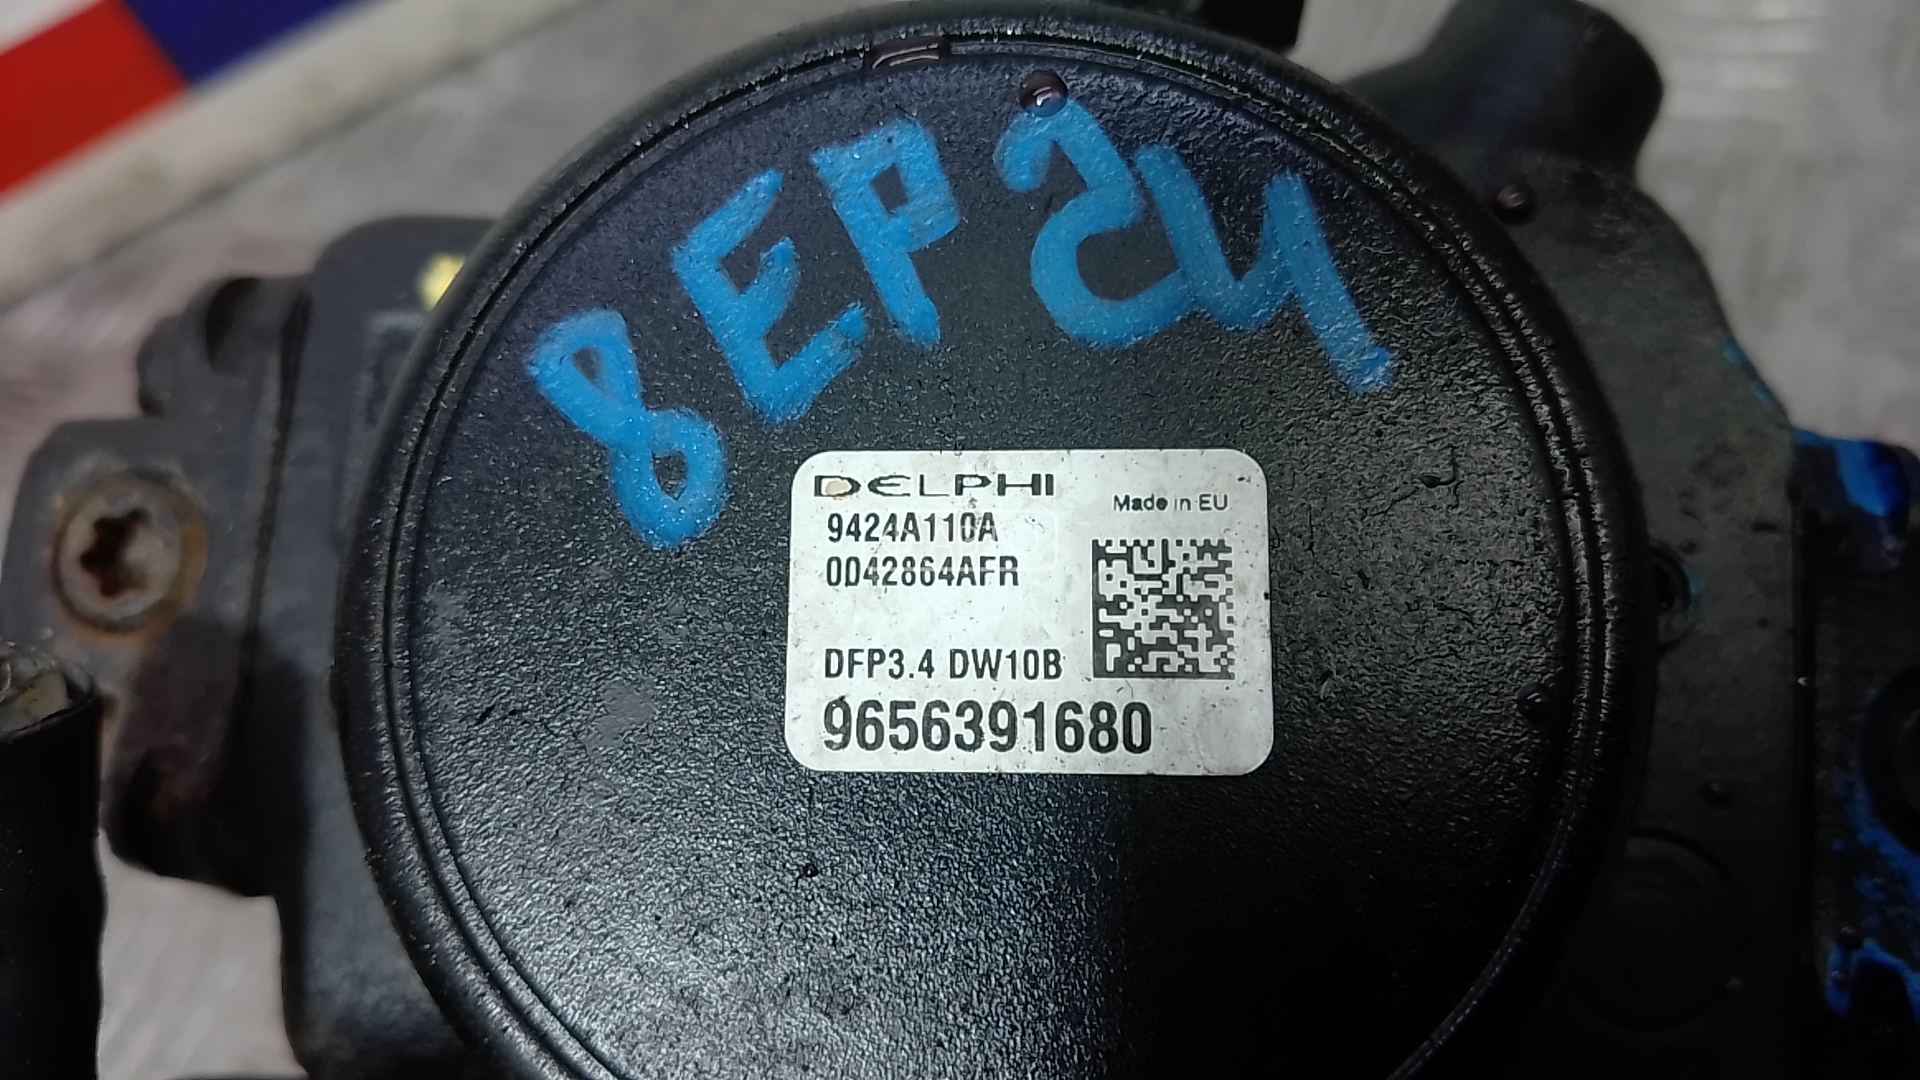 8EP24
DELPHI
Made in EU
9424A110A
0D42864AFR
DFP3.4 DW10B
9656391680